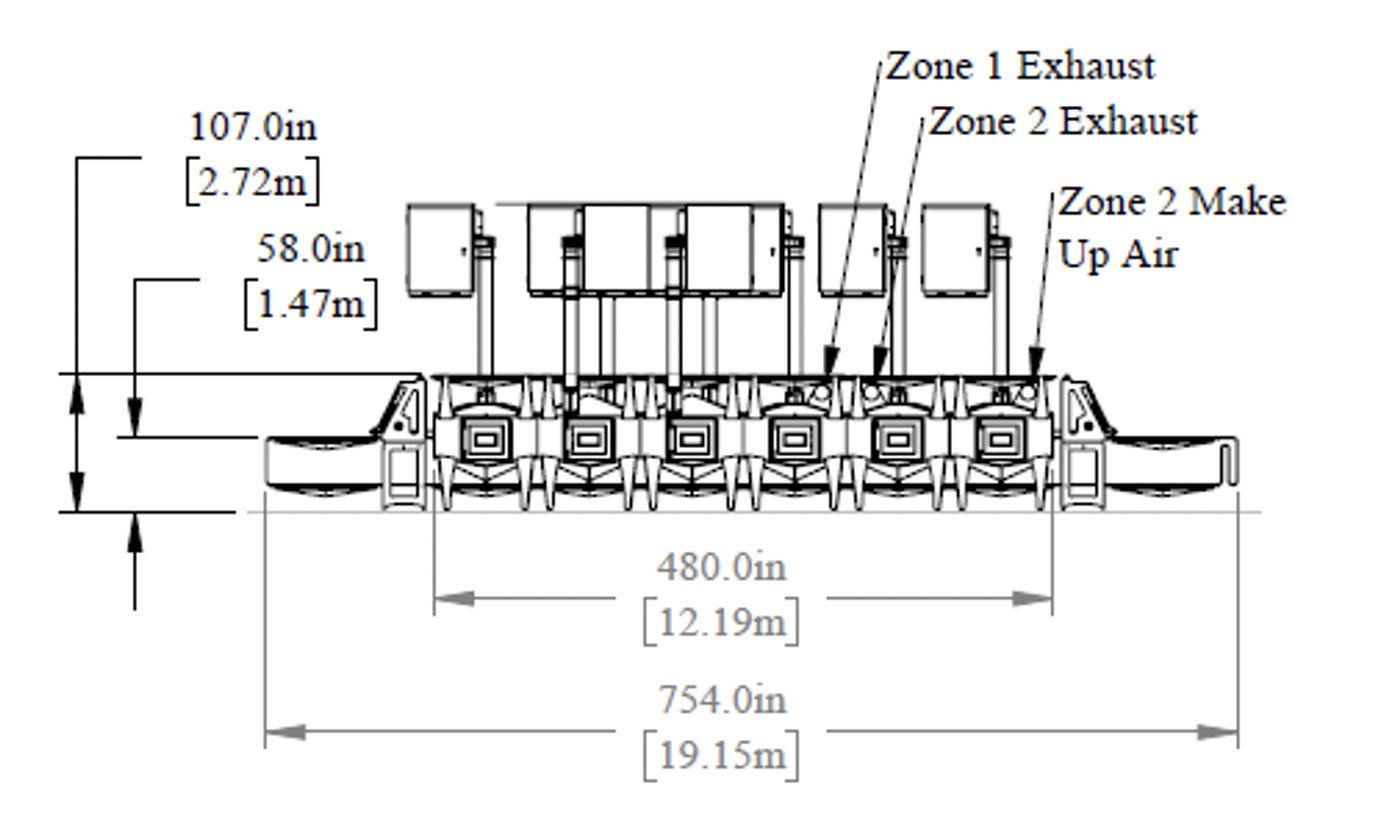 Zone 1 Exhaust
Zone 2 Exhaust
107.0in
[2.72m]
Zone 2 Make
Up Air
58.0in
[1.47m]
480.0in
[12.19m]
754.0in
[19.15m]